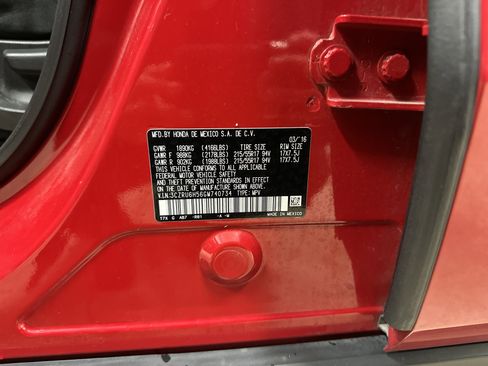 MFD.BY HONDA DE MEXICO S.A. DE C.V. 03/'16
GVWR 1890KG (4166LBS) TIRE SIZE RIM SIZE
GAWR F 988KG (2178LBS) 215/55R17 94V 17X7.5J
GAWR R 902KG (1988LBS) 215/55R17 94V 17X7.5J
THIS VEHICLE CONFORMS TO ALL APPLICABLE
FEDERAL MOTOR VEHICLE SAFETY AND
THEFT PREVENTION STANDARDS IN EFFECT
ON THE DATE OF MANUFACTURE SHOWN ABOVE.
V.I.N:3CZRU6H56GM740734 TYPE: MPV
T7X G A07 -A -M
MADE IN MEXICO